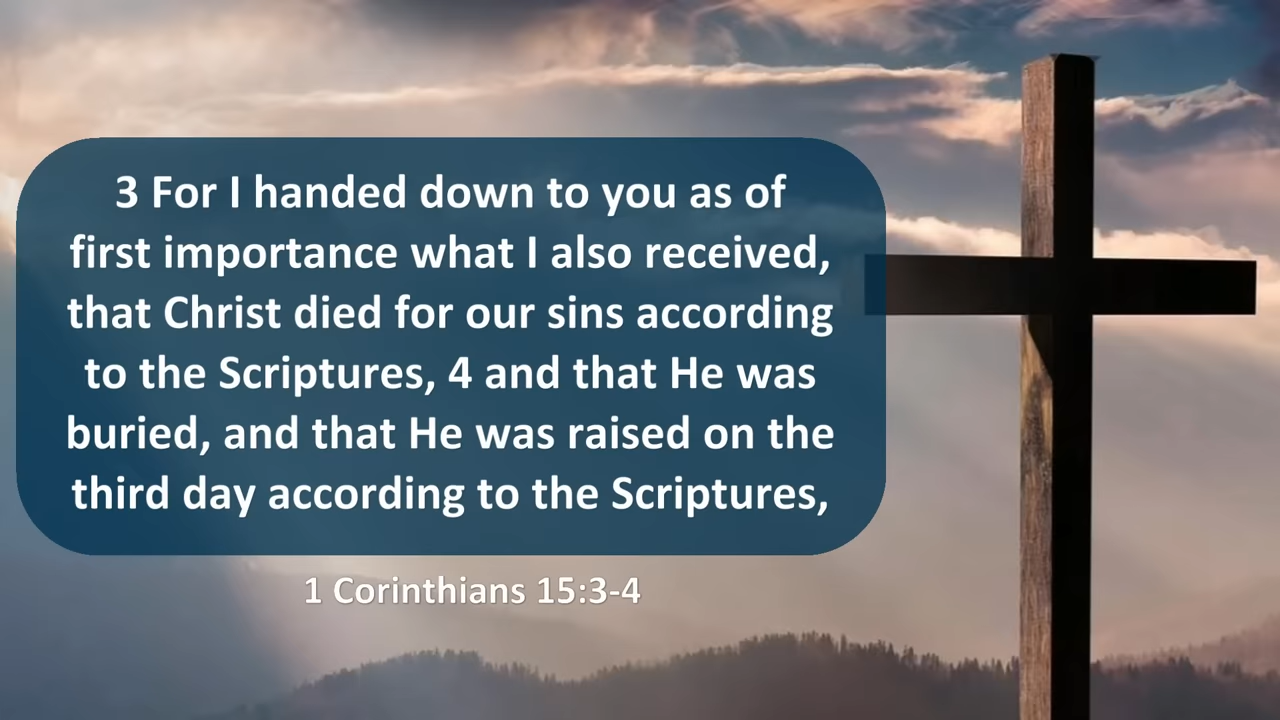 3 For I handed down to you as of
first importance what I also received,
that Christ died for our sins according
to the Scriptures, 4 and that He was
buried, and that He was raised on the
third day according to the Scriptures,
1 Corinthians 15:3-4